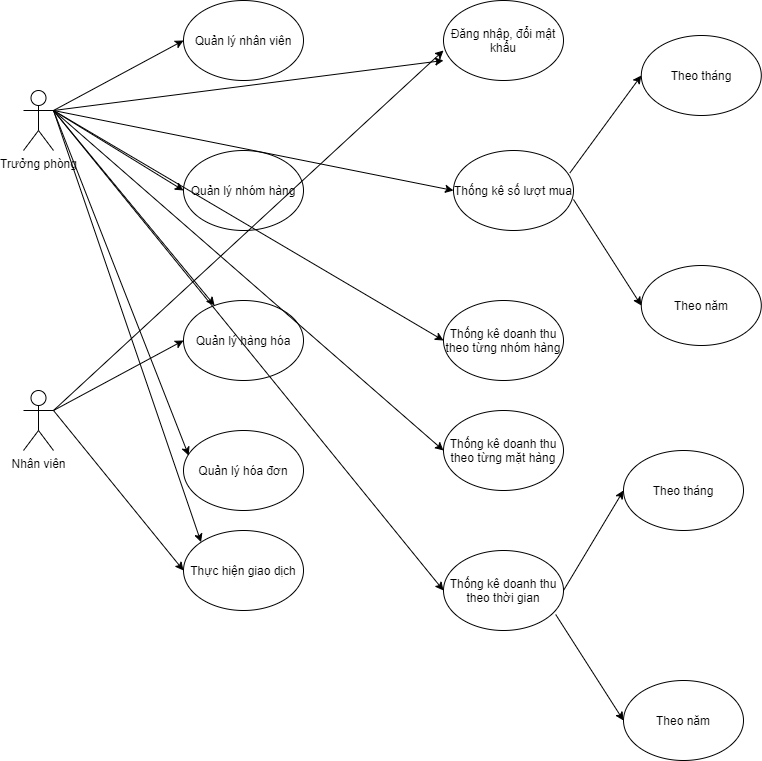 Quản lý nhân viên
Đăng nhập, đổi mật
khẩu
Theo tháng
Trưởng phòng
Quản lý nhóm hàng
Thống kê số lượt mua
Theo năm
Quản lý hàng hóa
Thống kê doanh thu
theo từng nhóm hàng
Nhân viên
Quản lý hóa đơn
Thống kê doanh thu
theo từng mặt hàng
Theo tháng
Thực hiện giao dịch
Thống kê doanh thu
theo thời gian
Theo năm